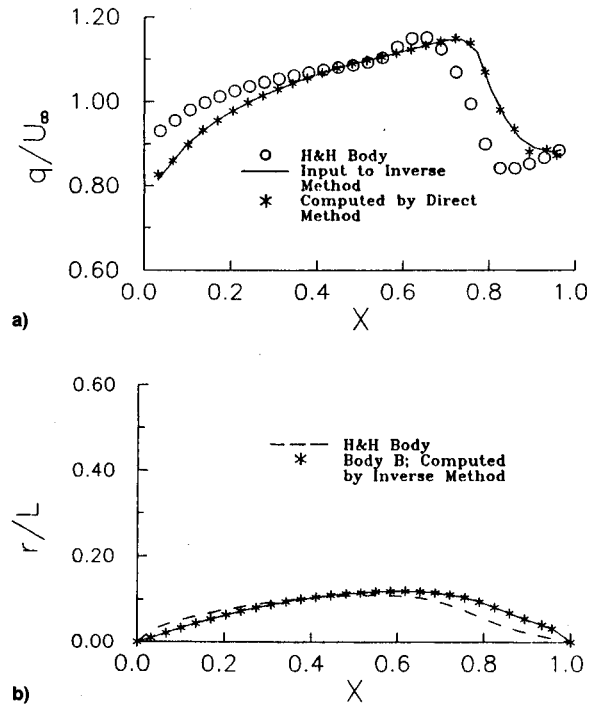 1.20
1.00
0.80
0.60
q/U∞
H&H Body
Input to Inverse
Method
Computed by Direct
Method
0.0 0.2 0.4 0.6 0.8 1.0
X
a)
0.60
0.40
0.20
0.00
r/L
H&H Body
Body B; Computed
by Inverse Method
0.0 0.2 0.4 0.6 0.8 1.0
X
b)